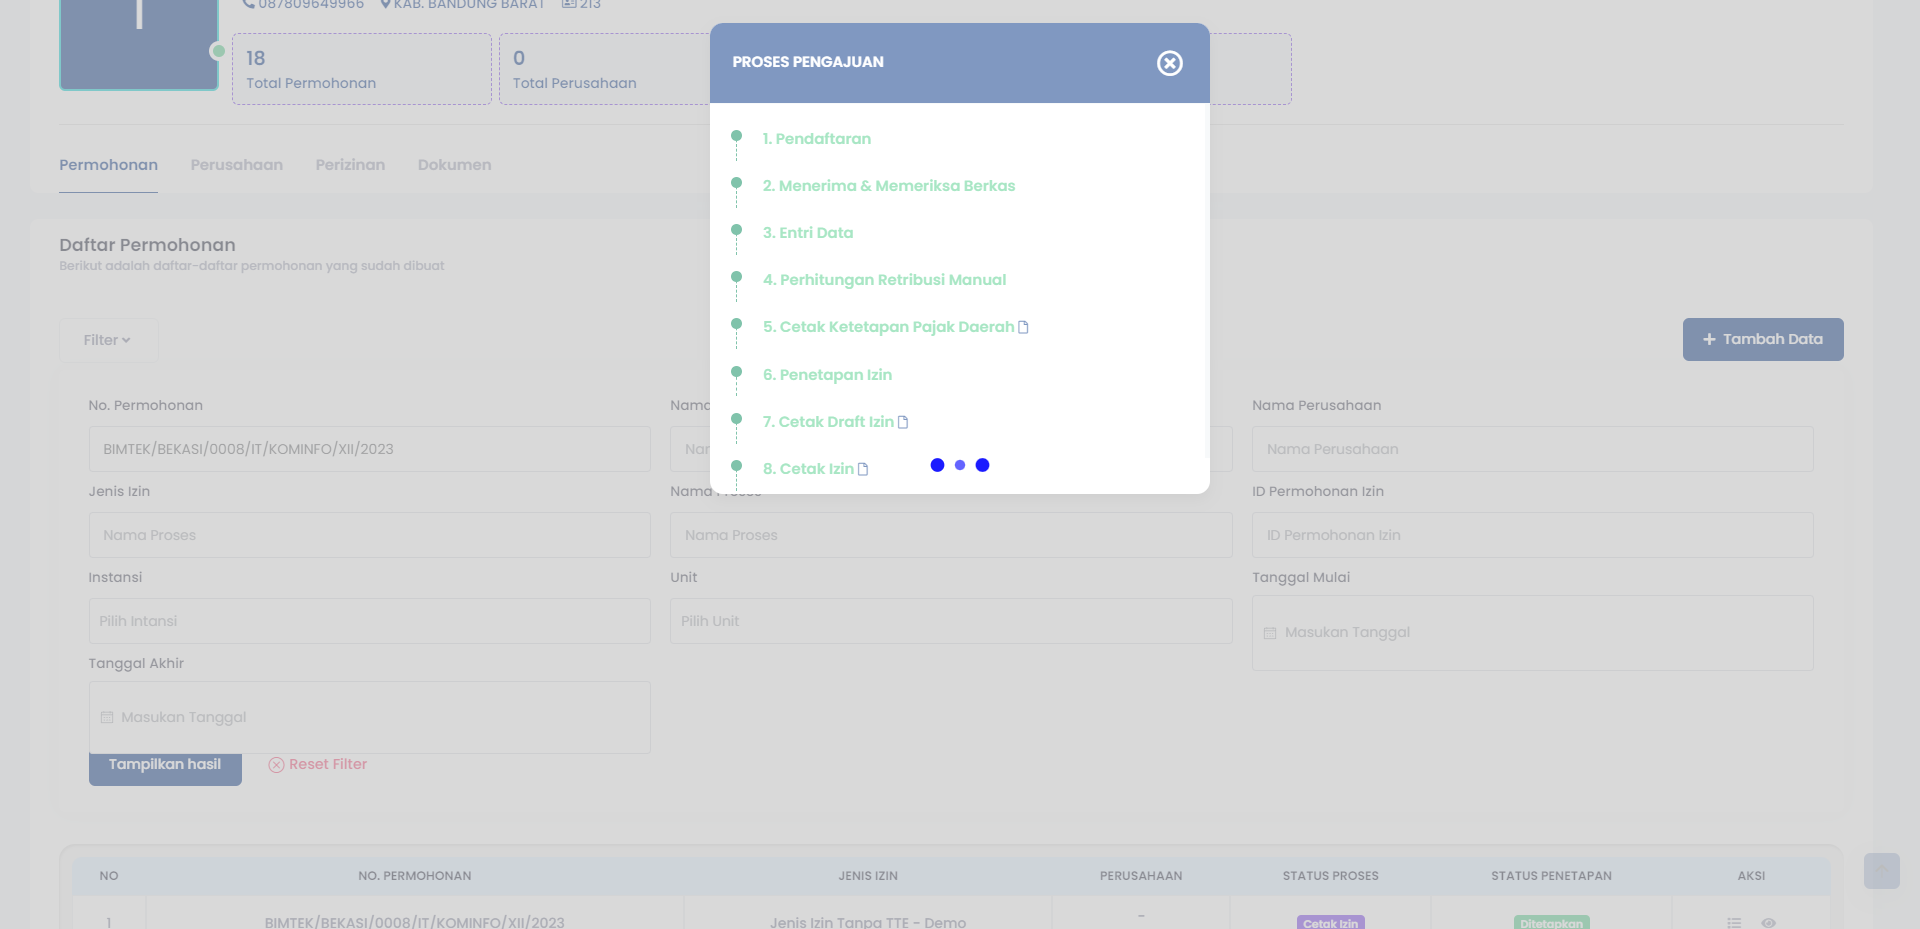 087809649966 KAB. BANDUNG BARAT 213
18
Total Permohonan
0
Total Perusahaan
Permohonan Perusahaan Perizinan Dokumen
PROSES PENGAJUAN
1. Pendaftaran
2. Menerima & Memeriksa Berkas
3. Entri Data
4. Perhitungan Retribusi Manual
5. Cetak Ketetapan Pajak Daerah
6. Penetapan Izin
7. Cetak Draft Izin
8. Cetak Izin
Daftar Permohonan
Berikut adalah daftar-daftar permohonan yang sudah dibuat
Filter
+ Tambah Data
No. Permohonan
Nama
Nama Perusahaan
BIMTEK/BEKASI/0008/IT/KOMINFO/XII/2023
Nama Perusahaan
Jenis Izin
Nama Proses
ID Permohonan Izin
Nama Proses
Nama Proses
ID Permohonan Izin
Instansi
Unit
Tanggal Mulai
Pilih Intansi
Pilih Unit
Masukan Tanggal
Tanggal Akhir
Masukan Tanggal
Tampilkan hasil
Reset Filter
NO NO. PERMOHONAN JENIS IZIN PERUSAHAAN STATUS PROSES STATUS PENETAPAN AKSI
1 BIMTEK/BEKASI/0008/IT/KOMINFO/XII/2023 Jenis Izin Tanpa TTE - Demo - Cetak Izin Ditetapkan